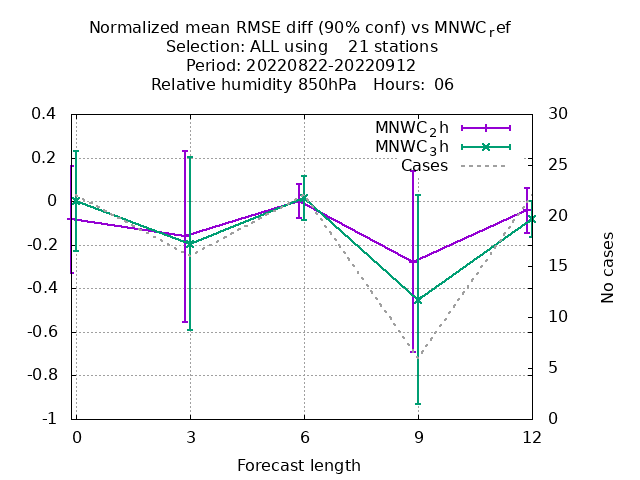 Normalized mean RMSE diff (90% conf) vs MNWC_ref
Selection: ALL using 21 stations
Period: 20220822-20220912
Relative humidity 850hPa Hours: 06
MNWC_2h
MNWC_3h
Cases
0.4
0.2
0
-0.2
-0.4
-0.6
-0.8
-1
30
25
20
15
10
5
0
No cases
0 3 6 9 12
Forecast length